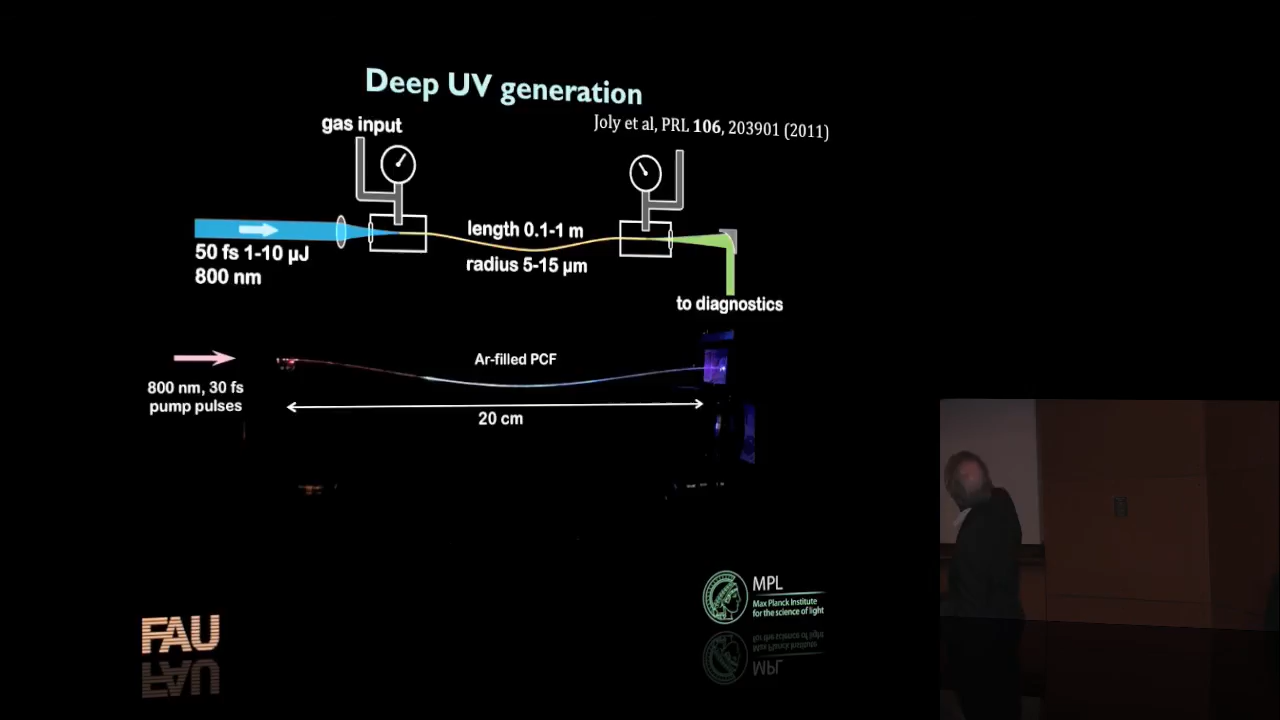 Deep UV generation
gas input
Joly et al, PRL 106, 203901 (2011)
length 0.1-1 m
radius 5-15 µm
50 fs 1-10 µJ
800 nm
to diagnostics
Ar-filled PCF
800 nm, 30 fs
pump pulses
20 cm
FAU
MPL
Max Planck Institute
for the science of light